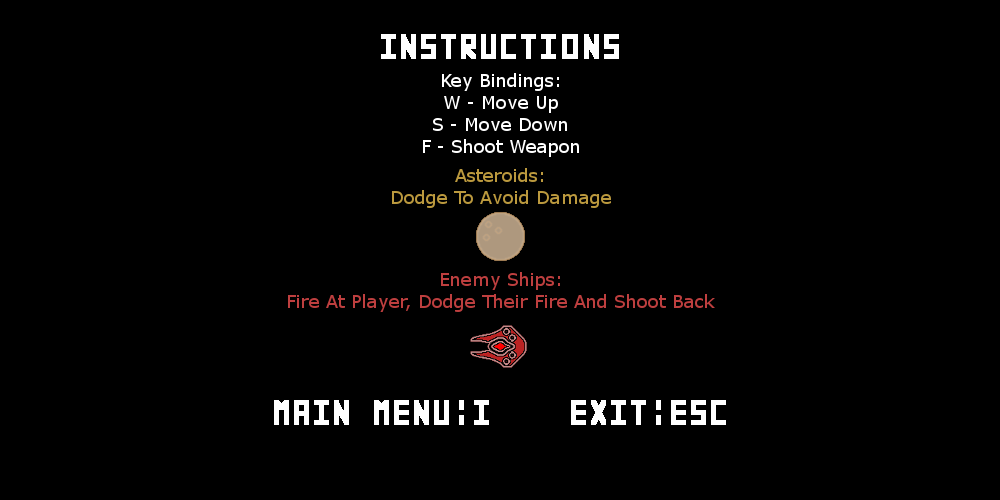 INSTRUCTIONS
Key Bindings:
W - Move Up
S - Move Down
F - Shoot Weapon
Asteroids:
Dodge To Avoid Damage
Enemy Ships:
Fire At Player, Dodge Their Fire And Shoot Back
MAIN MENU:I EXIT:ESC